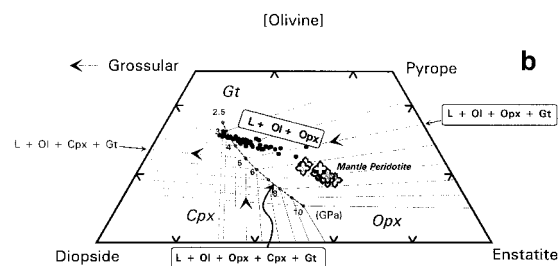 [Olivine]
b
Grossular
Pyrope
Gt
2.5
3
L + Ol + Opx
L + Ol + Opx + Gt
L + Ol + Cpx + Gt
Mantle Peridotite
5
6
8
10 (GPa)
Cpx
Opx
Diopside
Enstatite
L + Ol + Opx + Cpx + Gt